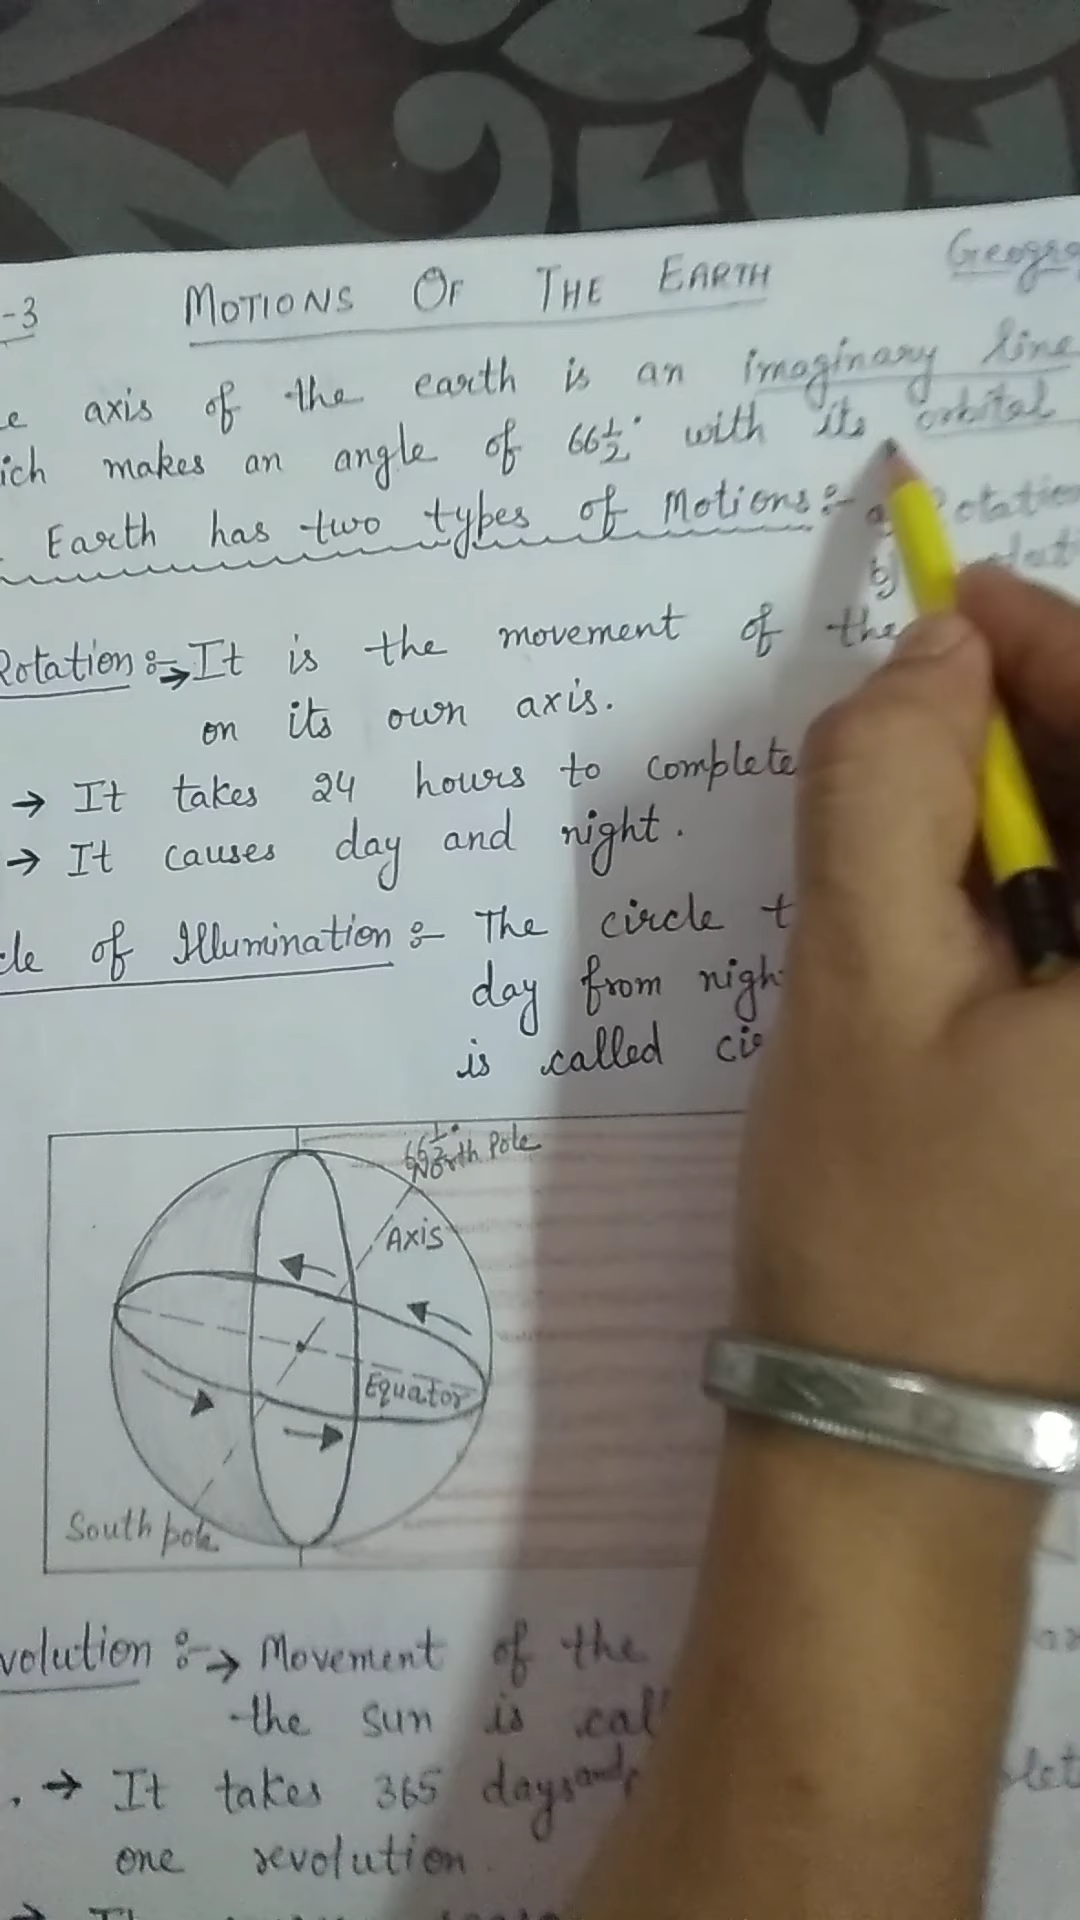 -3 MOTIONS OF THE EARTH
axis of the earth is an imaginary line
makes an angle of 66½° with its orbital
Earth has two types of Motions:-
b)
Rotation:-→ It is the movement of the
on its own axis.
→ It takes 24 hours to complete
→ It causes day and night.
of Illumination:- The circle
day from
is called
66½°
North Pole
Axis
Equator
South pole
:-→ Movement of the
the sun is
→ It takes 365 days and
one revolution.